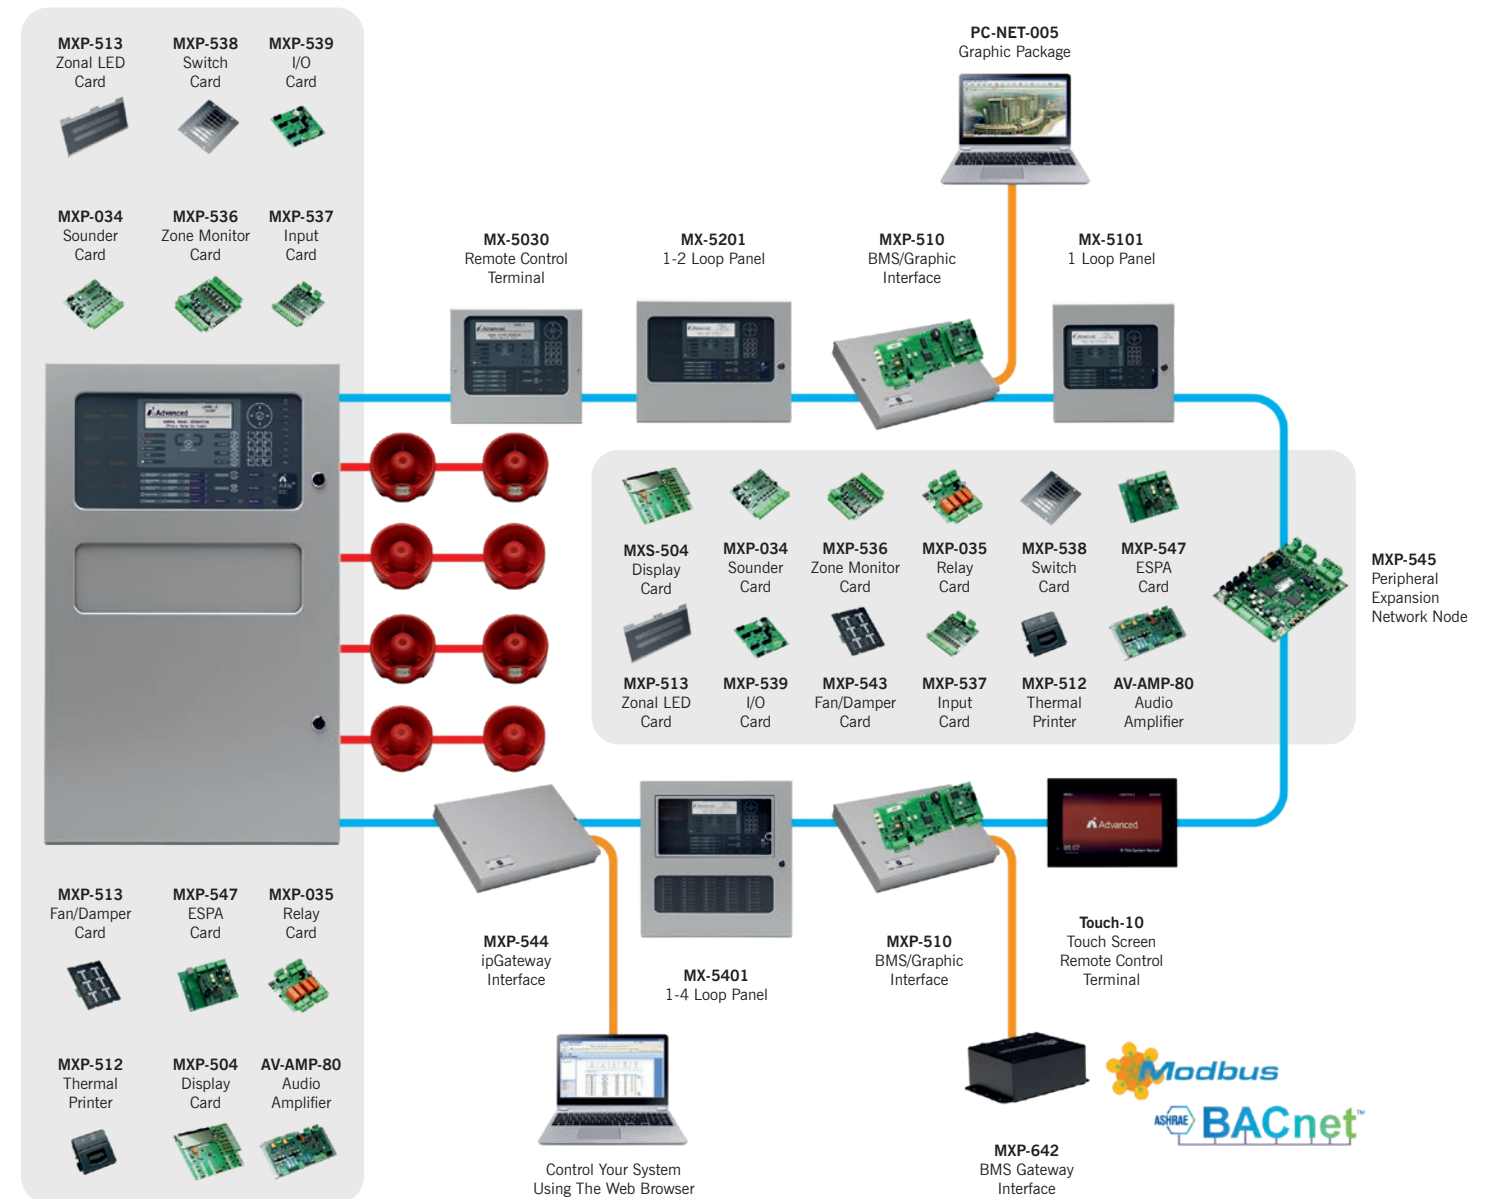 MXP-513
Zonal LED
Card
MXP-538
Switch
Card
MXP-539
I/O
Card
MXP-034
Sounder
Card
MXP-536
Zone Monitor
Card
MXP-537
Input
Card
PC-NET-005
Graphic Package
MX-5030
Remote Control
Terminal
MX-5201
1-2 Loop Panel
MXP-510
BMS/Graphic
Interface
MX-5101
1 Loop Panel
Advanced
MXS-504
Display
Card
MXP-034
Sounder
Card
MXP-536
Zone Monitor
Card
MXP-035
Relay
Card
MXP-538
Switch
Card
MXP-547
ESPA
Card
MXP-513
Zonal LED
Card
MXP-539
I/O
Card
MXP-543
Fan/Damper
Card
MXP-537
Input
Card
MXP-512
Thermal
Printer
AV-AMP-80
Audio
Amplifier
MXP-545
Peripheral
Expansion
Network Node
Advanced
MXP-513
Fan/Damper
Card
MXP-547
ESPA
Card
MXP-035
Relay
Card
MXP-512
Thermal
Printer
MXP-504
Display
Card
AV-AMP-80
Audio
Amplifier
MXP-544
ipGateway
Interface
MX-5401
1-4 Loop Panel
MXP-510
BMS/Graphic
Interface
Touch-10
Touch Screen
Remote Control
Terminal
Control Your System
Using The Web Browser
MXP-642
BMS Gateway
Interface
Modbus
ASHRAE BACnet™